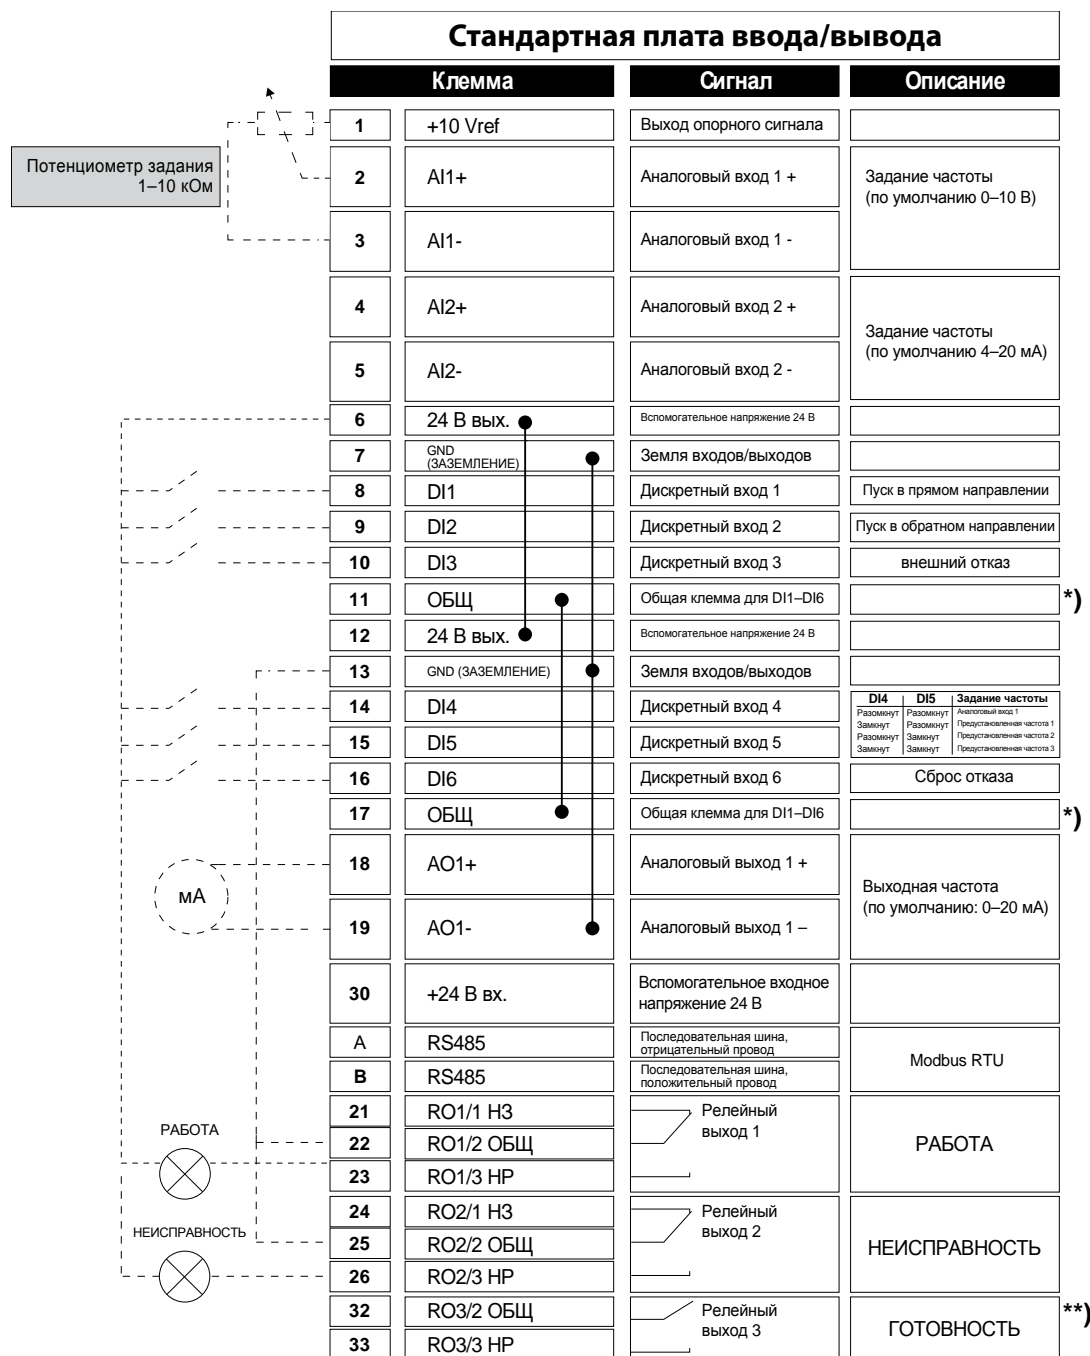 Стандартная плата ввода/вывода
Клемма Сигнал Описание
Потенциометр задания
1–10 кОм
1 +10 Vref Выход опорного сигнала
2 AI1+ Аналоговый вход 1 +
Задание частоты
(по умолчанию 0–10 В)
3 AI1- Аналоговый вход 1 -
4 AI2+ Аналоговый вход 2 +
Задание частоты
(по умолчанию 4–20 мА)
5 AI2- Аналоговый вход 2 -
6 24 В вых. Вспомогательное напряжение 24 В
7 GND
(ЗАЗЕМЛЕНИЕ) Земля входов/выходов
8 DI1 Дискретный вход 1 Пуск в прямом направлении
9 DI2 Дискретный вход 2 Пуск в обратном направлении
10 DI3 Дискретный вход 3 внешний отказ
11 ОБЩ Общая клемма для DI1–DI6 *)
12 24 В вых. Вспомогательное напряжение 24 В
13 GND (ЗАЗЕМЛЕНИЕ) Земля входов/выходов
14 DI4 Дискретный вход 4
15 DI5 Дискретный вход 5
DI4 DI5 Задание частоты
Разомкнут Разомкнут Аналоговый вход 1
Замкнут Разомкнут Предустановленная частота 1
Разомкнут Замкнут Предустановленная частота 2
Замкнут Замкнут Предустановленная частота 3
16 DI6 Дискретный вход 6 Сброс отказа
17 ОБЩ Общая клемма для DI1–DI6 *)
18 AO1+ Аналоговый выход 1 +
мА
Выходная частота
(по умолчанию: 0–20 мА)
19 AO1- Аналоговый выход 1 –
30 +24 В вх. Вспомогательное входное
напряжение 24 В
A RS485 Последовательная шина,
отрицательный провод
Modbus RTU
B RS485 Последовательная шина,
положительный провод
21 RO1/1 НЗ
Релейный
выход 1
РАБОТА
22 RO1/2 ОБЩ
РАБОТА
23 RO1/3 НР
24 RO2/1 НЗ
Релейный
выход 2
НЕИСПРАВНОСТЬ
25 RO2/2 ОБЩ
НЕИСПРАВНОСТЬ
26 RO2/3 НР
32 RO3/2 ОБЩ
Релейный
выход 3
ГОТОВНОСТЬ **)
33 RO3/3 НР